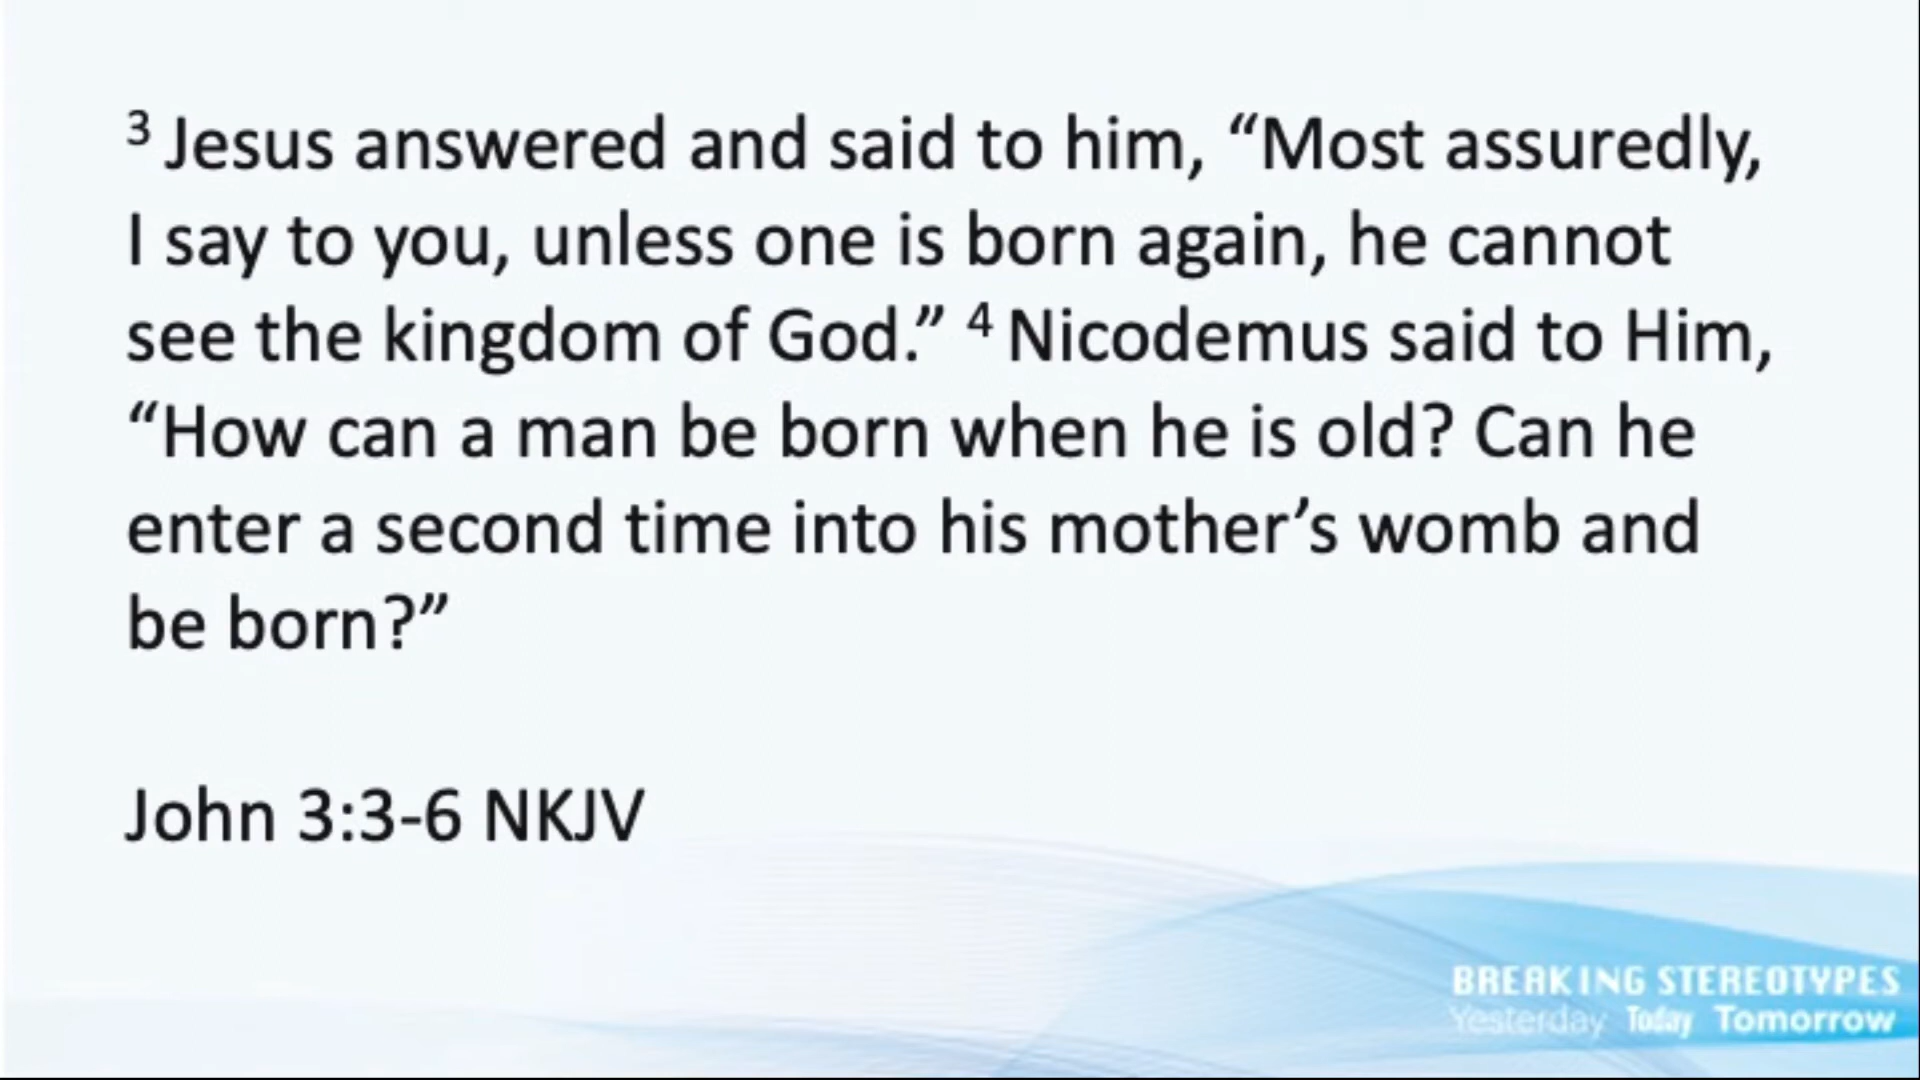 ³ Jesus answered and said to him, “Most assuredly,
I say to you, unless one is born again, he cannot
see the kingdom of God.” ⁴ Nicodemus said to Him,
“How can a man be born when he is old? Can he
enter a second time into his mother’s womb and
be born?”
John 3:3-6 NKJV
BREAKING STEREOTYPES
Yesterday Today Tomorrow